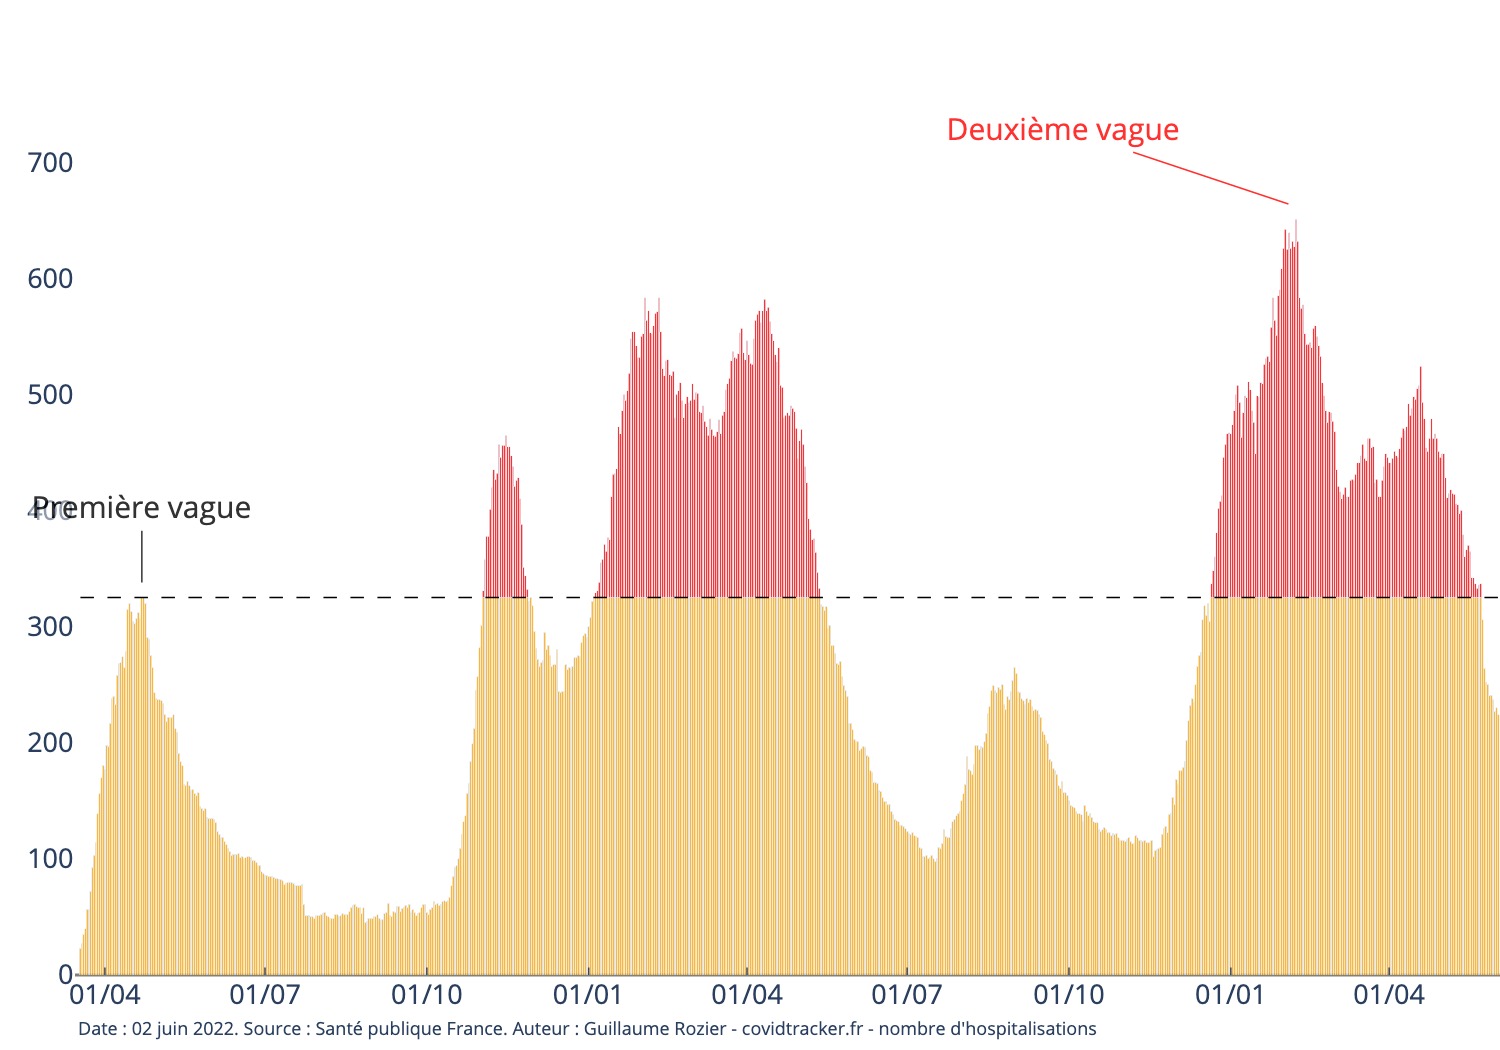 Deuxième vague
700
600
500
400
Première vague
300
200
100
0
01/04 01/07 01/10 01/01 01/04 01/07 01/10 01/01 01/04
Date : 02 juin 2022. Source : Santé publique France. Auteur : Guillaume Rozier - covidtracker.fr - nombre d'hospitalisations